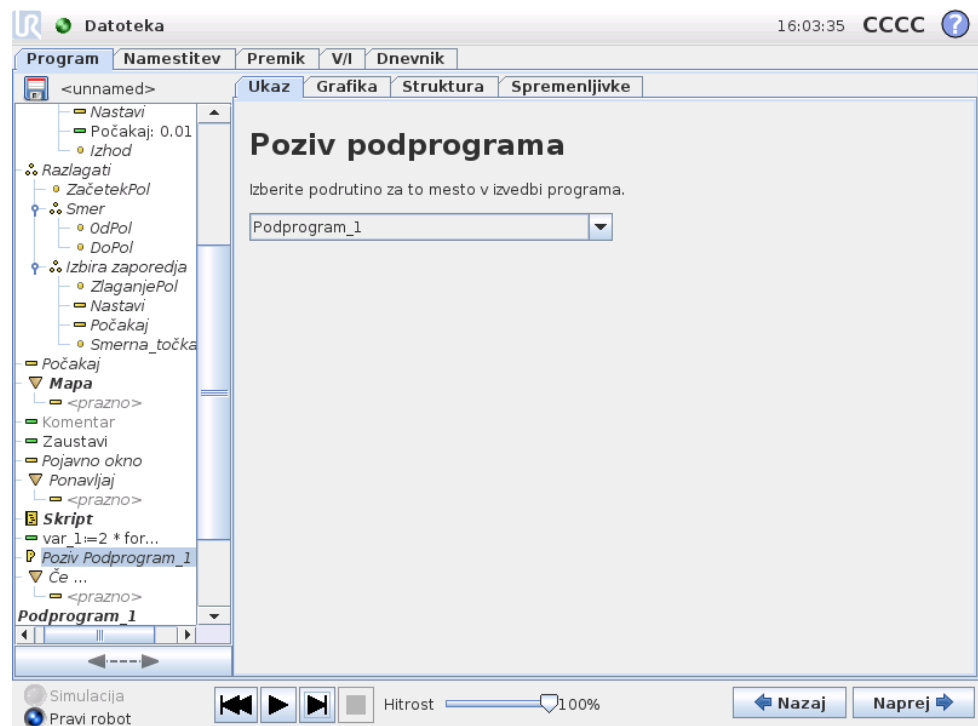 UR Datoteka 16:03:35 CCCC ?
Program Namestitev Premik V/I Dnevnik
<unnamed>
Ukaz Grafika Struktura Spremenljivke
Nastavi
Počakaj: 0.01
Izhod
Razlagati
ZačetekPol
Smer
OdPol
DoPol
Izbira zaporedja
ZlaganjePol
Nastavi
Počakaj
Smerna_točka
Počakaj
Mapa
<prazno>
Komentar
Zaustavi
Pojavno okno
Ponavljaj
<prazno>
Skript
var_1:=2 * for...
Poziv Podprogram_1
Če ...
<prazno>
Podprogram_1
Poziv podprograma
Izberite podrutino za to mesto v izvedbi programa.
Podprogram_1
Simulacija
Pravi robot
Hitrost 100%
Nazaj Naprej